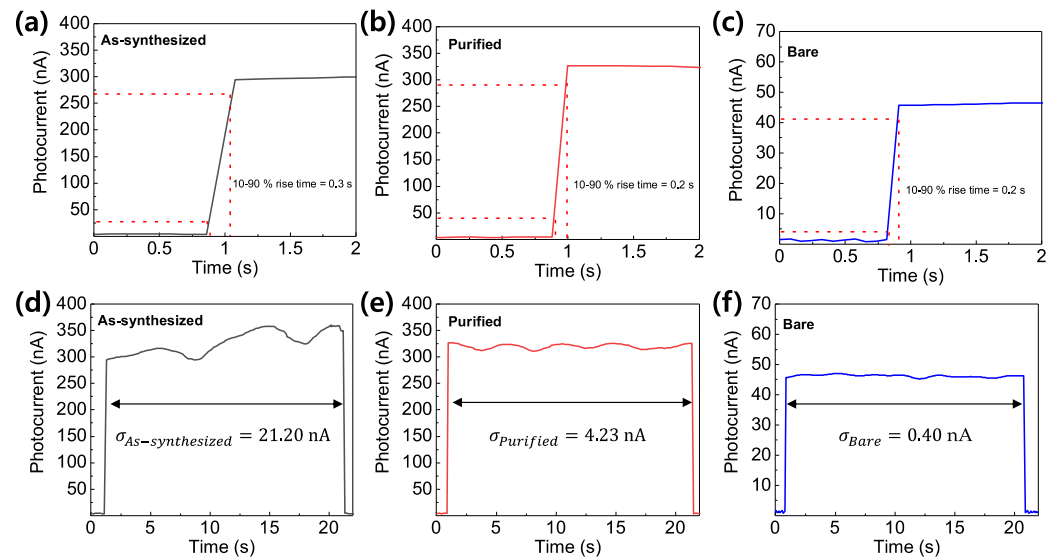 (a)
As-synthesized
Photocurrent (nA)
400
350
300
250
200
150
100
50
10-90 % rise time = 0.3 s
0.0
0.5
1.0
1.5
2
Time (s)
(b)
Purified
Photocurrent (nA)
400
350
300
250
200
150
100
50
10-90 % rise time = 0.2 s
0.0
0.5
1.0
1.5
2
Time (s)
(c)
Bare
Photocurrent (nA)
70
60
50
40
30
20
10
10-90 % rise time = 0.2 s
0.0
0.5
1.0
1.5
2
Time (s)
(d)
As-synthesized
Photocurrent (nA)
400
350
300
250
200
150
100
50
σAs−synthesized = 21.20 nA
0
5
10
15
20
Time (s)
(e)
Purified
Photocurrent (nA)
400
350
300
250
200
150
100
50
σPurified = 4.23 nA
0
5
10
15
20
Time (s)
(f)
Bare
Photocurrent (nA)
70
60
50
40
30
20
10
σBare = 0.40 nA
0
5
10
15
20
Time (s)